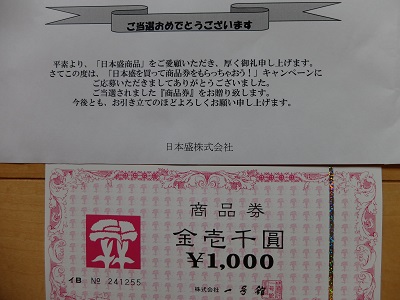 ご当選おめでとうございます
平素より、「日本盛商品」をご愛顧いただき、厚く御礼申し上げます。
さてこの度は、「日本盛を買って商品券をもらっちゃおう！」キャンペーンに
ご応募いただきましてありがとうございました。
ご当選されました『商品券』をお贈り致します。
今後とも、お引き立てのほどよろしくお願い申し上げます。
日本盛株式会社
商品券
金壱千圓
¥1,000
イB № 241255
株式会社 一号舘